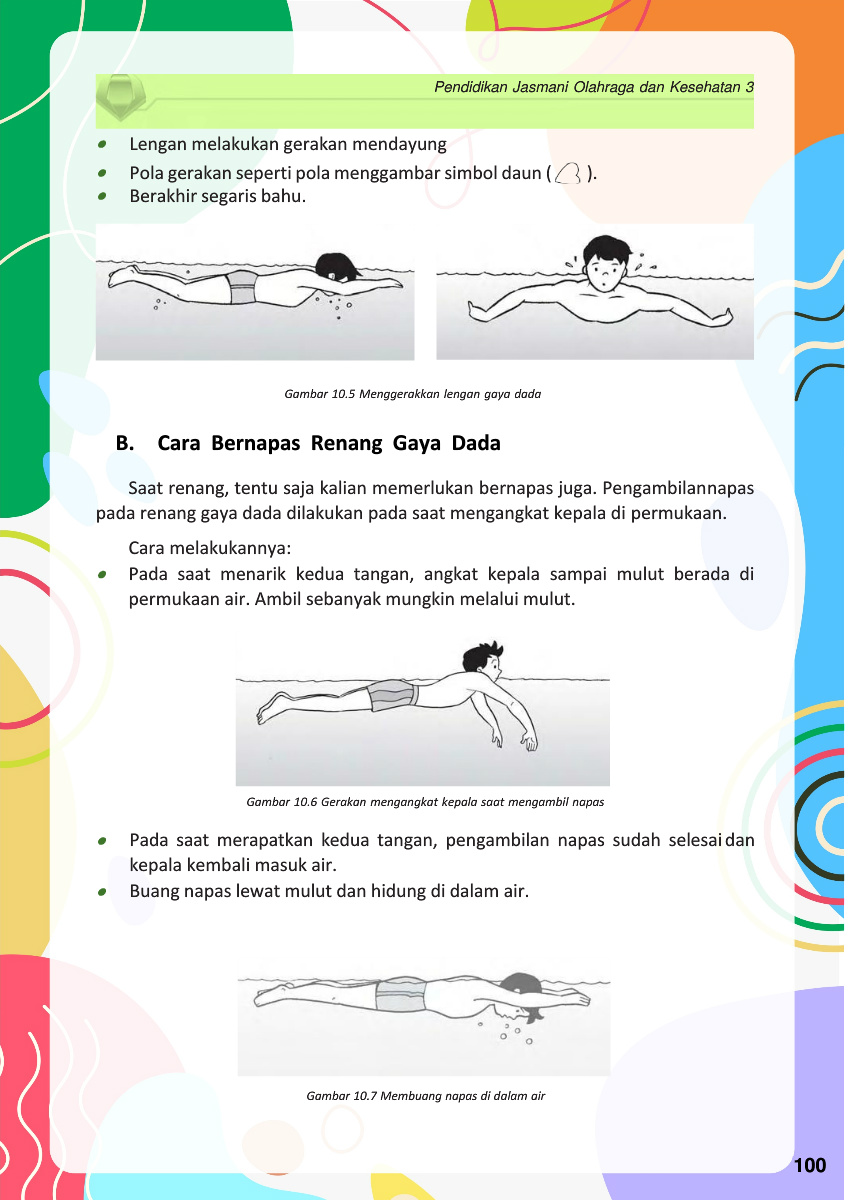 Pendidikan Jasmani Olahraga dan Kesehatan 3
• Lengan melakukan gerakan mendayung
• Pola gerakan seperti pola menggambar simbol daun ( ).
• Berakhir segaris bahu.
Gambar 10.5 Menggerakkan lengan gaya dada
B. Cara Bernapas Renang Gaya Dada
Saat renang, tentu saja kalian memerlukan bernapas juga. Pengambilannapas
pada renang gaya dada dilakukan pada saat mengangkat kepala di permukaan.
Cara melakukannya:
• Pada saat menarik kedua tangan, angkat kepala sampai mulut berada di
permukaan air. Ambil sebanyak mungkin melalui mulut.
Gambar 10.6 Gerakan mengangkat kepala saat mengambil napas
• Pada saat merapatkan kedua tangan, pengambilan napas sudah selesai dan
kepala kembali masuk air.
• Buang napas lewat mulut dan hidung di dalam air.
Gambar 10.7 Membuang napas di dalam air
100